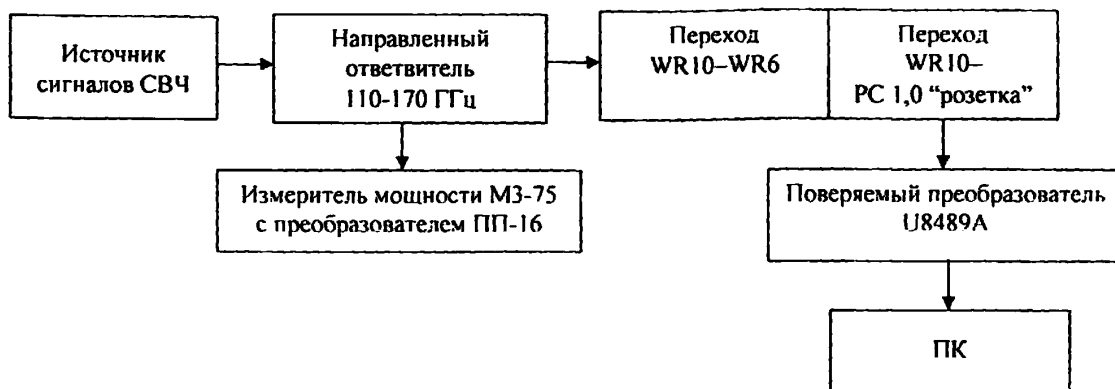 Источник
сигналов СВЧ
Направленный
ответвитель
110-170 ГГц
Переход
WR10–WR6
Переход
WR10–
РС 1,0 “розетка”
Измеритель мощности М3-75
с преобразователем ПП-16
Поверяемый преобразователь
U8489A
ПК